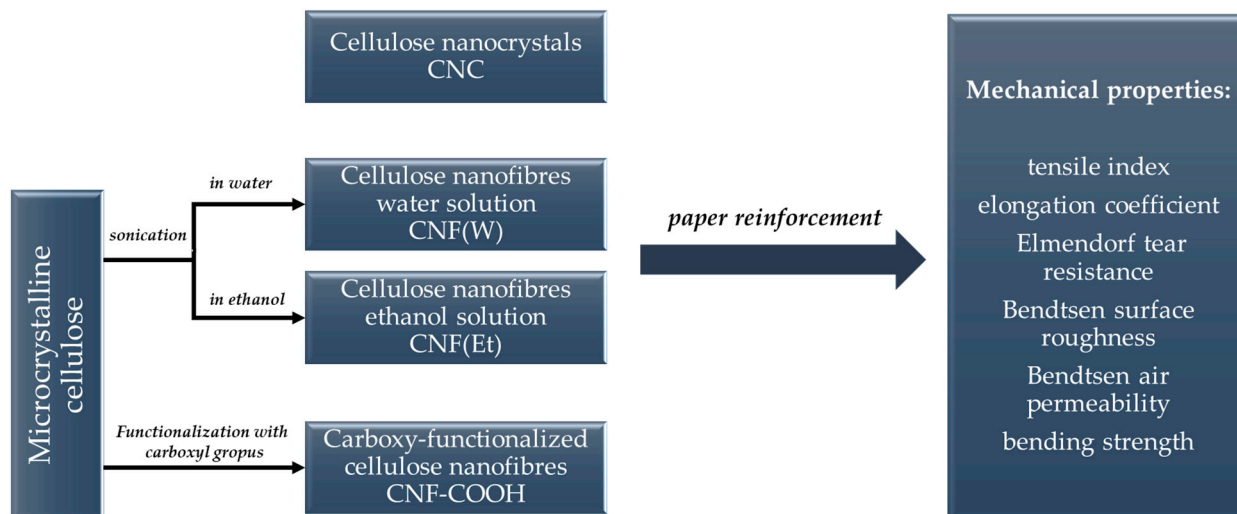 Cellulose nanocrystals
CNC
Microcrystalline
cellulose
sonication
in water
in ethanol
Cellulose nanofibres
water solution
CNF(W)
Cellulose nanofibres
ethanol solution
CNF(Et)
Functionalization with
carboxyl gropus
Carboxy-functionalized
cellulose nanofibres
CNF-COOH
paper reinforcement
Mechanical properties:
tensile index
elongation coefficient
Elmendorf tear
resistance
Bendtsen surface
roughness
Bendtsen air
permeability
bending strength